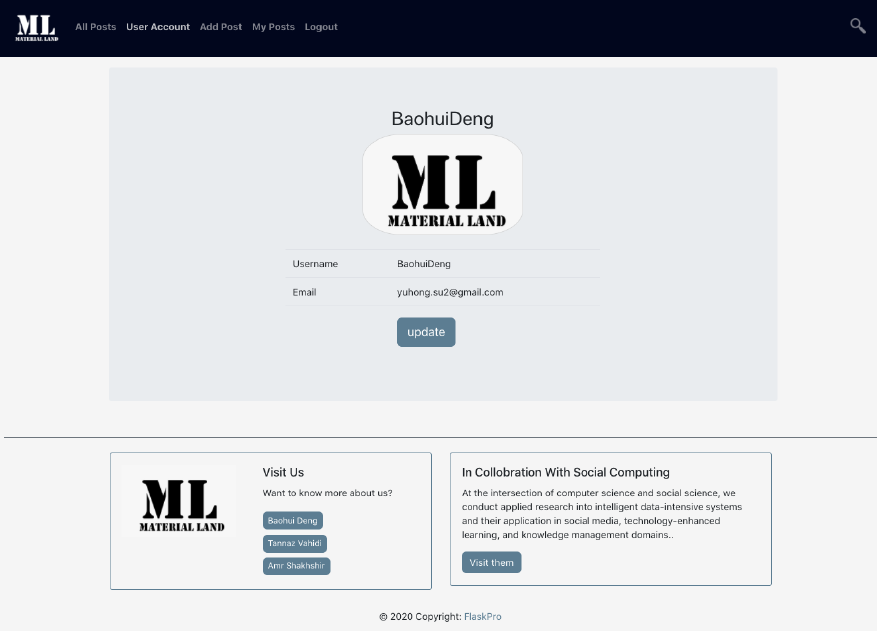 ML
MATERIAL LAND
All Posts User Account Add Post My Posts Logout
BaohuiDeng
ML
MATERIAL LAND
Username BaohuiDeng
Email yuhong.su2@gmail.com
update
ML
MATERIAL LAND
Visit Us
Want to know more about us?
Baohui Deng
Tannaz Vahidi
Amr Shakhshir
In Collobration With Social Computing
At the intersection of computer science and social science, we
conduct applied research into intelligent data-intensive systems
and their application in social media, technology-enhanced
learning, and knowledge management domains..
Visit them
© 2020 Copyright: FlaskPro